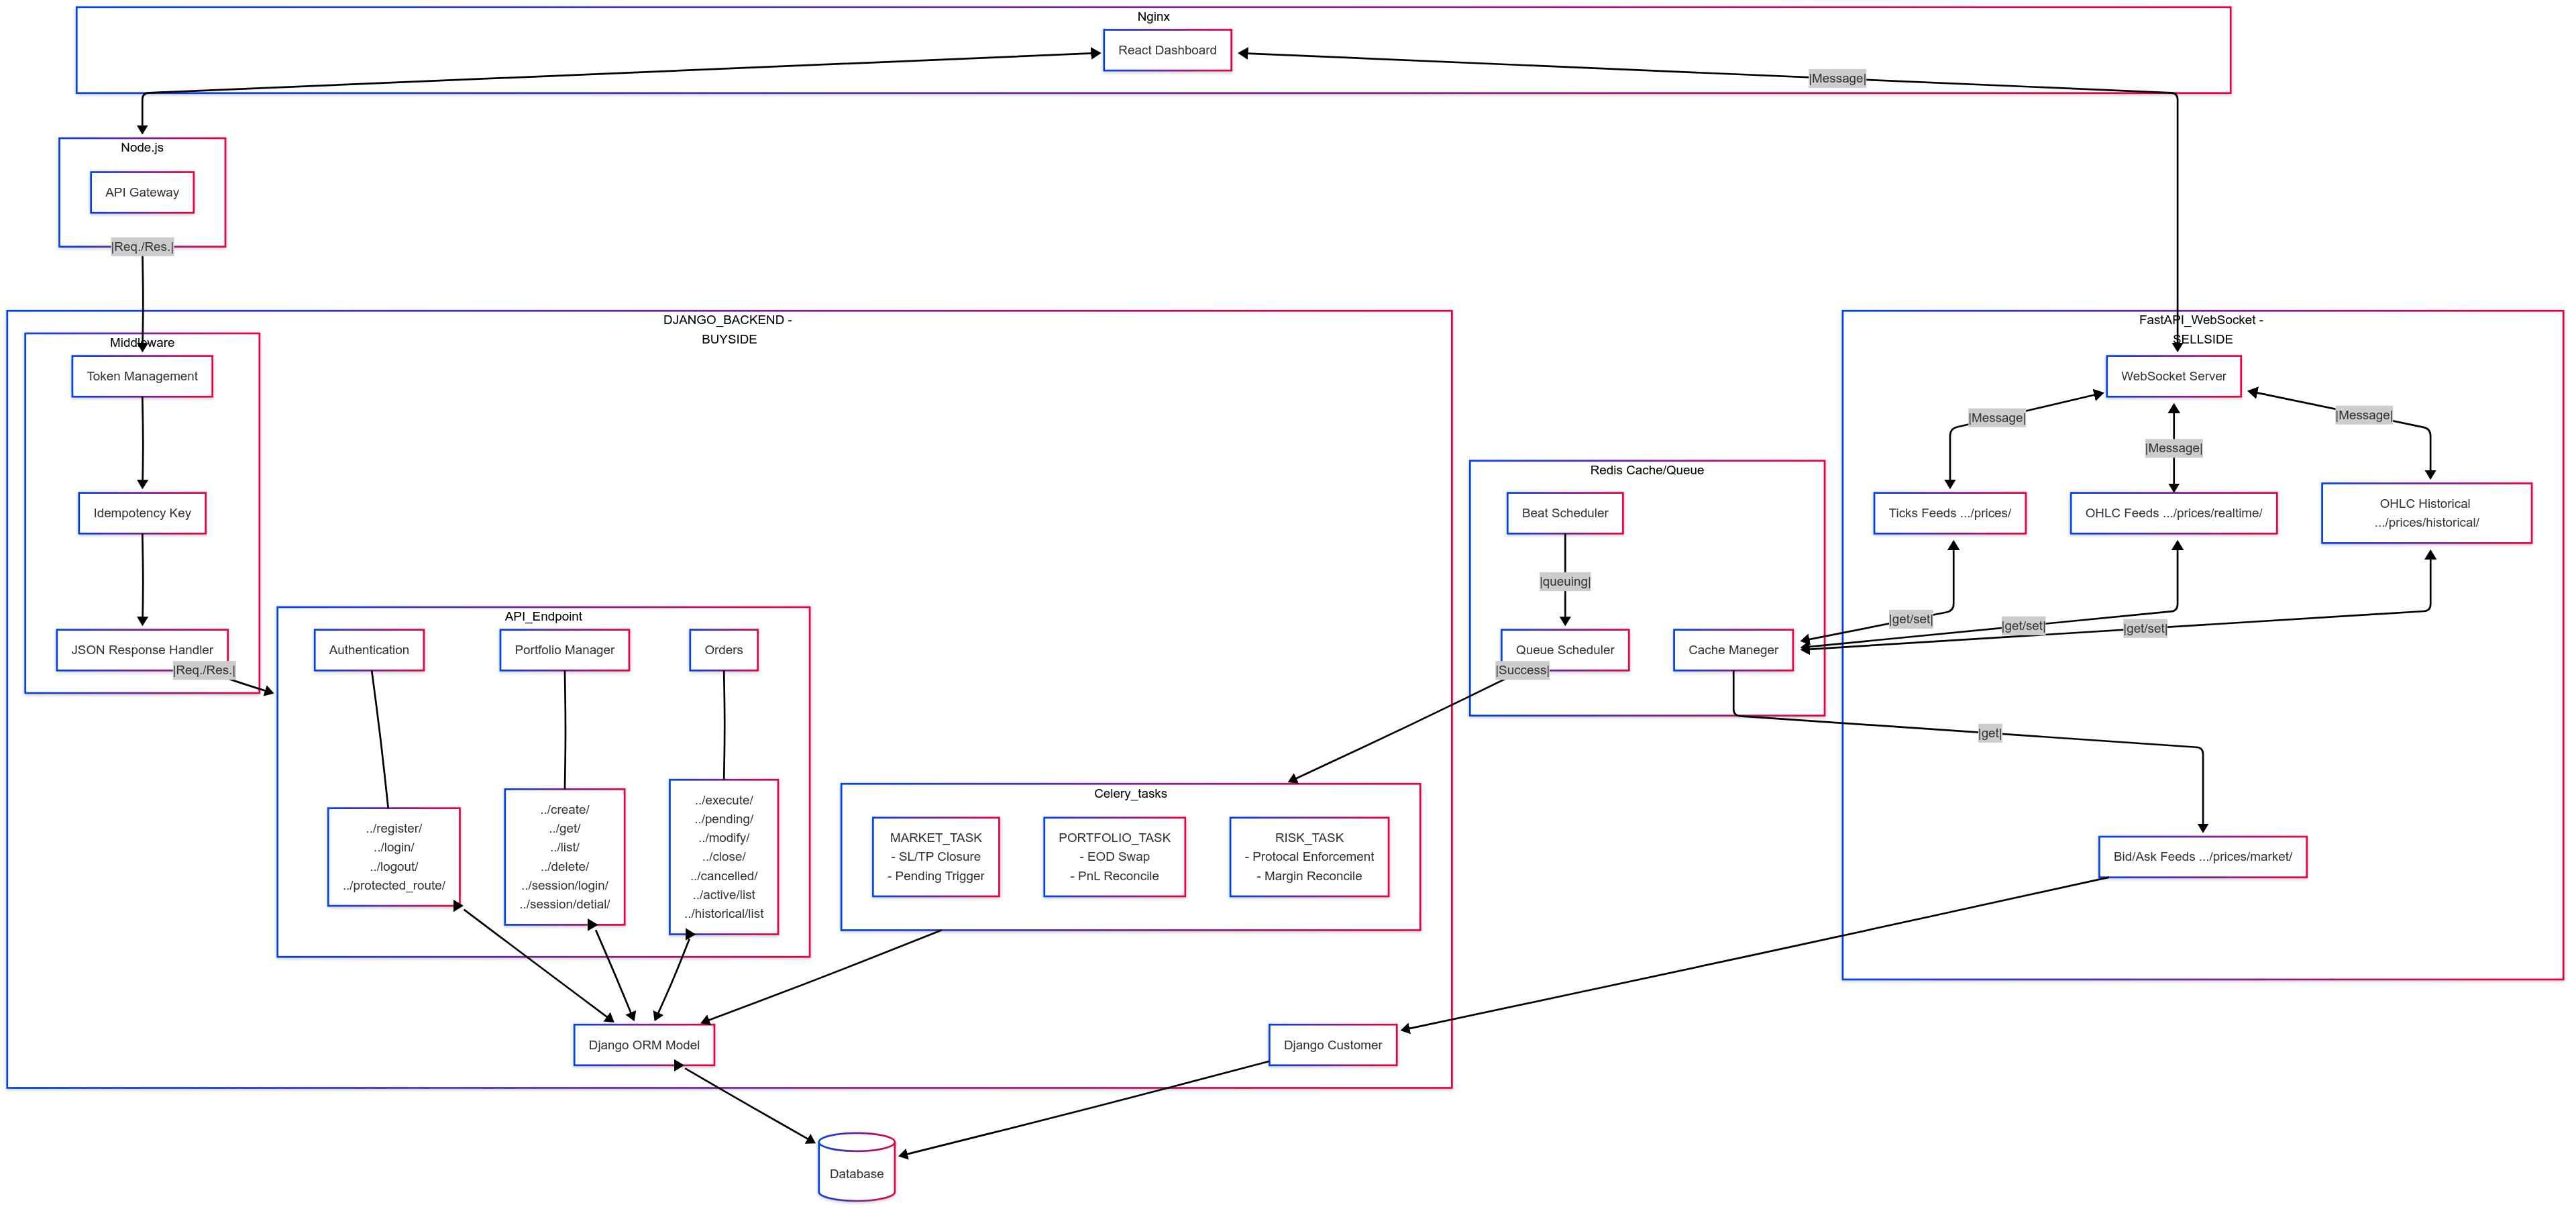 Nginx
React Dashboard
|Message|
Node.js
API Gateway
|Req./Res.|
DJANGO_BACKEND -
BUYSIDE
Middleware
Token Management
Idempotency Key
JSON Response Handler
|Req./Res.|
API_Endpoint
Authentication
Portfolio Manager
Orders
../register/
../login/
../logout/
../protected_route/
../create/
../get/
../list/
../delete/
../session/login/
../session/detial/
../execute/
../pending/
../modify/
../close/
../cancelled/
../active/list
../historical/list
Celery_tasks
MARKET_TASK
- SL/TP Closure
- Pending Trigger
PORTFOLIO_TASK
- EOD Swap
- PnL Reconcile
RISK_TASK
- Protocal Enforcement
- Margin Reconcile
Django ORM Model
Django Customer
Database
Redis Cache/Queue
Beat Scheduler
|queuing|
Queue Scheduler
|Success|
Cache Maneger
FastAPI_WebSocket -
SELLSIDE
WebSocket Server
|Message|
|Message|
|Message|
Ticks Feeds .../prices/
OHLC Feeds .../prices/realtime/
OHLC Historical
.../prices/historical/
|get/set|
|get/set|
|get/set|
|get|
Bid/Ask Feeds .../prices/market/